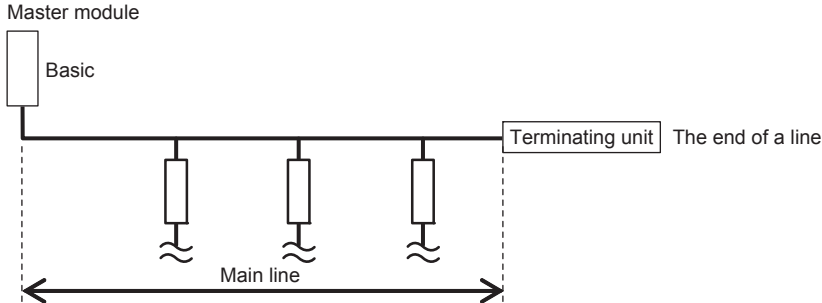 Master module
Basic
Terminating unit
The end of a line
Main line